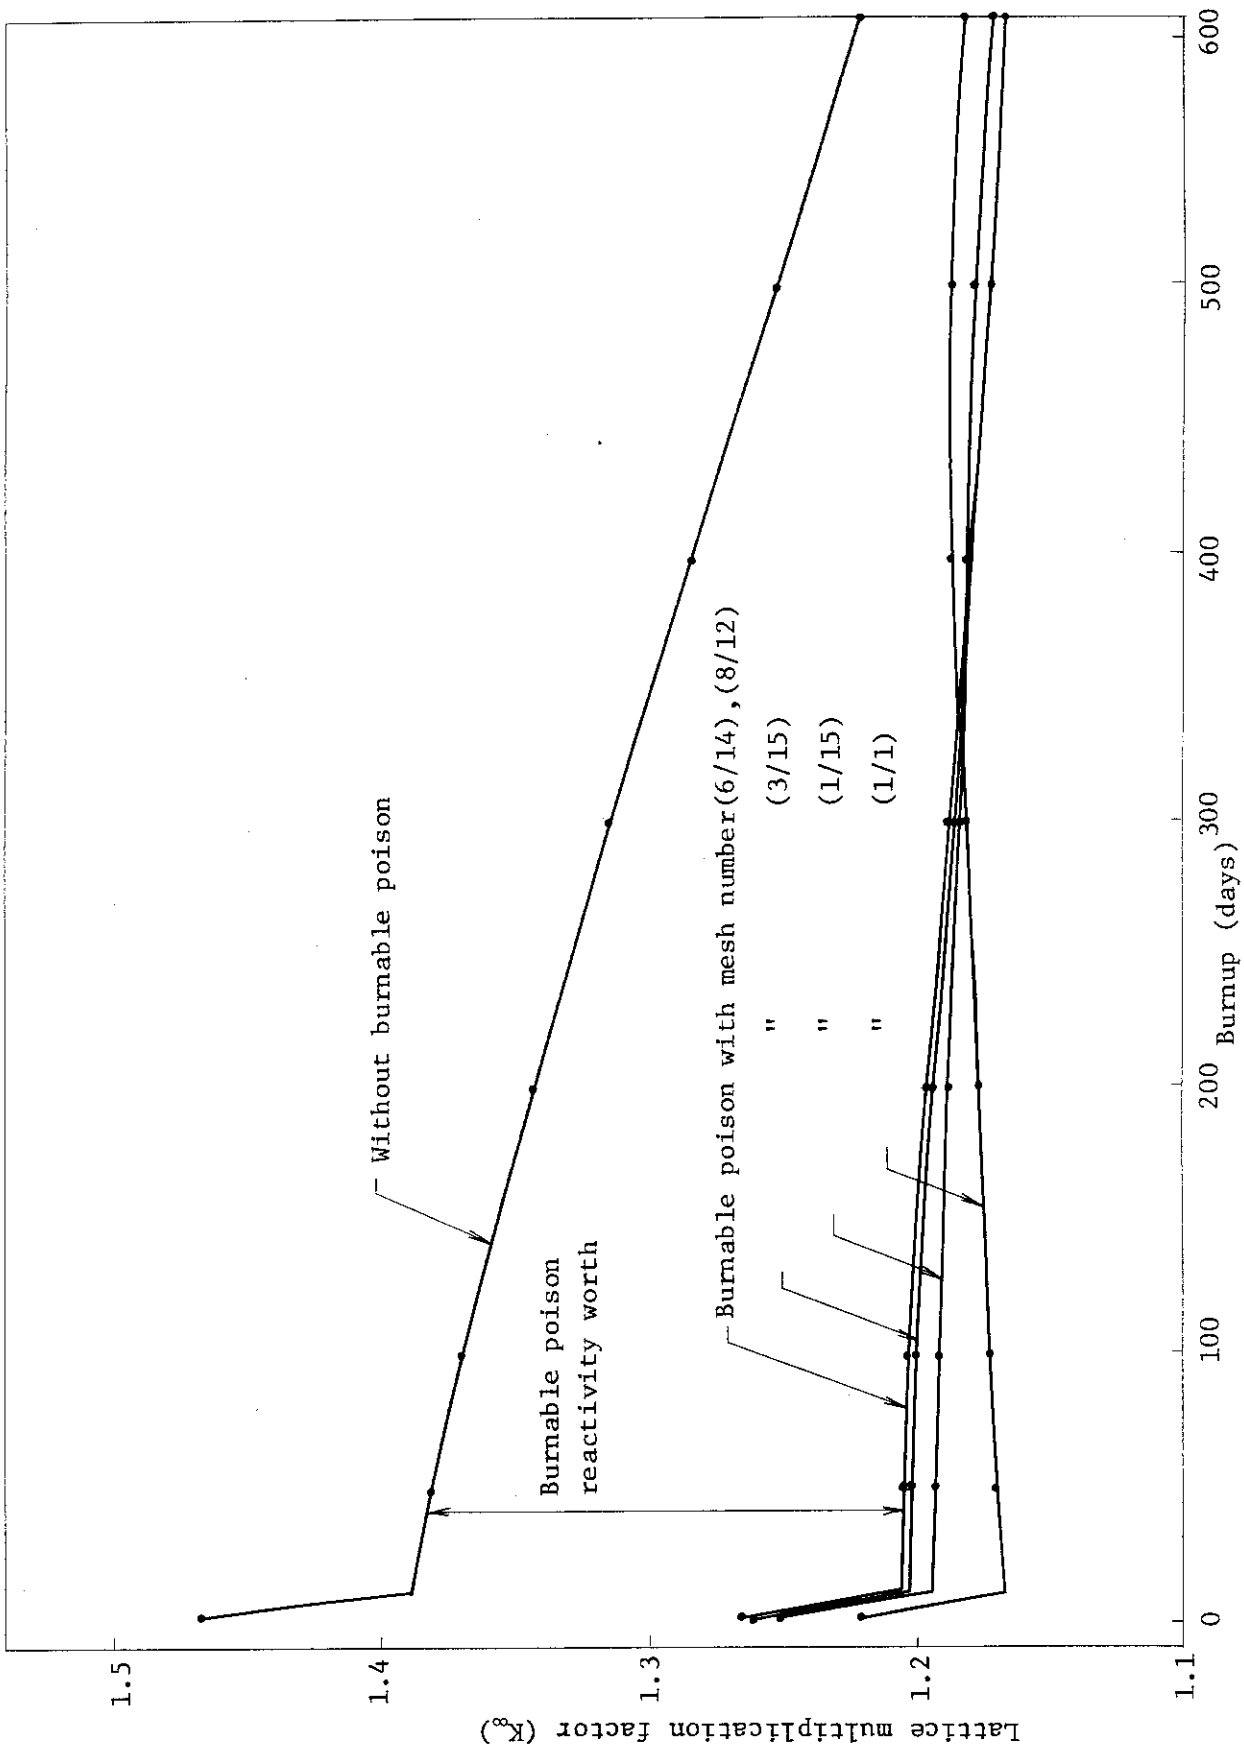 1.5
1.4
1.3
1.2
1.1
Lattice multiplication factor (K∞)
0
100
200
300
400
500
600
Burnup (days)
Without burnable poison
Burnable poison
reactivity worth
Burnable poison with mesh number(6/14),(8/12)
" (3/15)
" (1/15)
" (1/1)